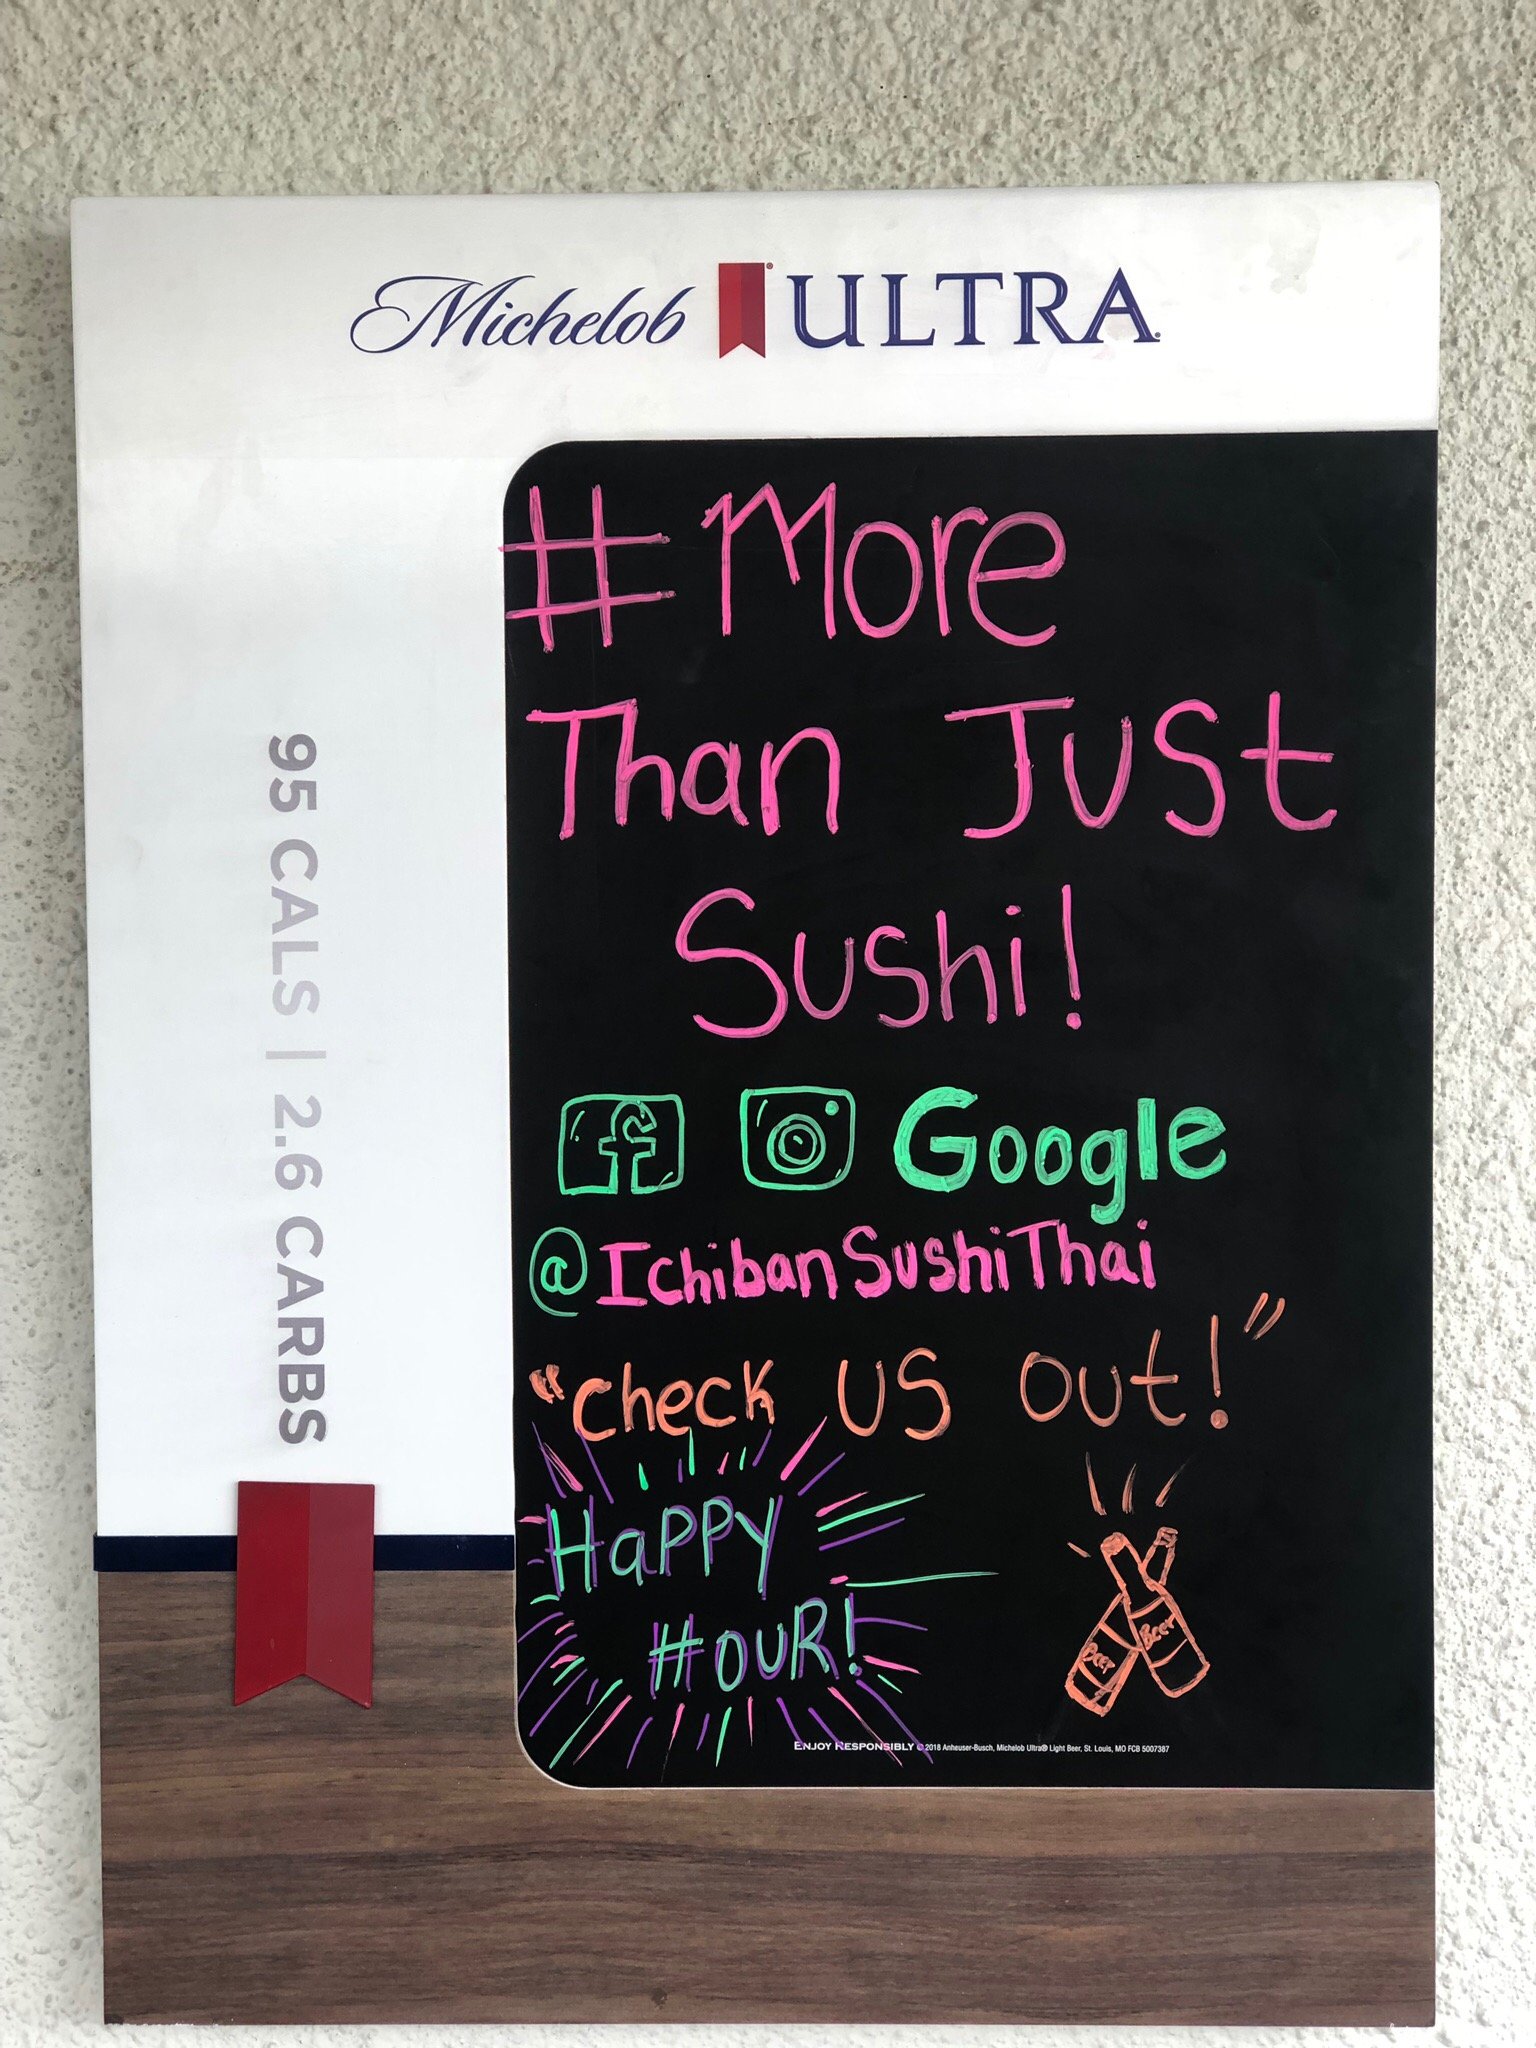 Michelob ULTRA
95 CALS | 2.6 CARBS
#More
Than Just
Sushi!
f Google
@IchibanSushiThai
"Check us out!"
HaPPY
HOUR!
Beer Beer
ENJOY RESPONSIBLY © 2018 Anheuser-Busch, Michelob Ultra® Light Beer, St. Louis, MO FCB 5007387